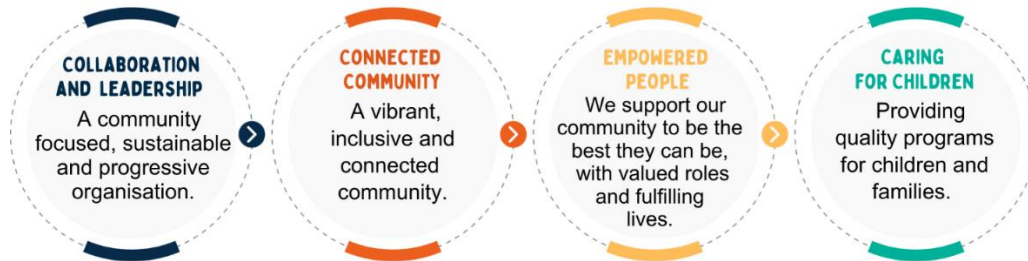 COLLABORATION
AND LEADERSHIP
A community
focused, sustainable
and progressive
organisation.
CONNECTED
COMMUNITY
A vibrant,
inclusive and
connected
community.
EMPOWERED
PEOPLE
We support our
community to be the
best they can be,
with valued roles
and fulfilling
lives.
CARING
FOR CHILDREN
Providing
quality programs
for children and
families.